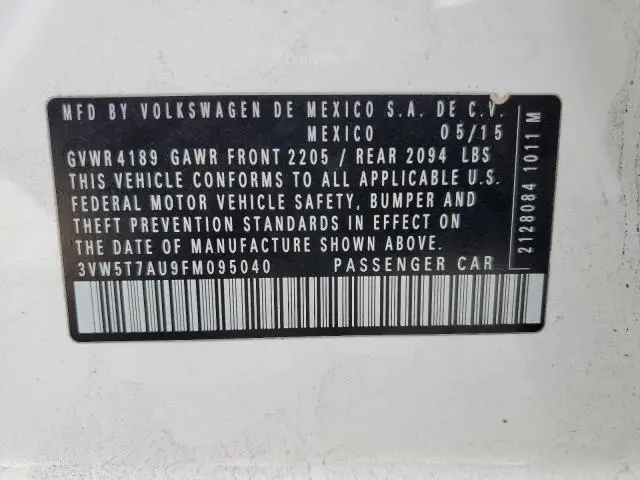 MFD BY VOLKSWAGEN DE MEXICO S.A. DE C.V.
MEXICO 05/15
GVWR 4189 GAWR FRONT 2205 / REAR 2094 LBS
THIS VEHICLE CONFORMS TO ALL APPLICABLE U.S.
FEDERAL MOTOR VEHICLE SAFETY, BUMPER AND
THEFT PREVENTION STANDARDS IN EFFECT ON
THE DATE OF MANUFACTURE SHOWN ABOVE.
3VW5T7AU9FM095040 PASSENGER CAR
2128084 1011 M